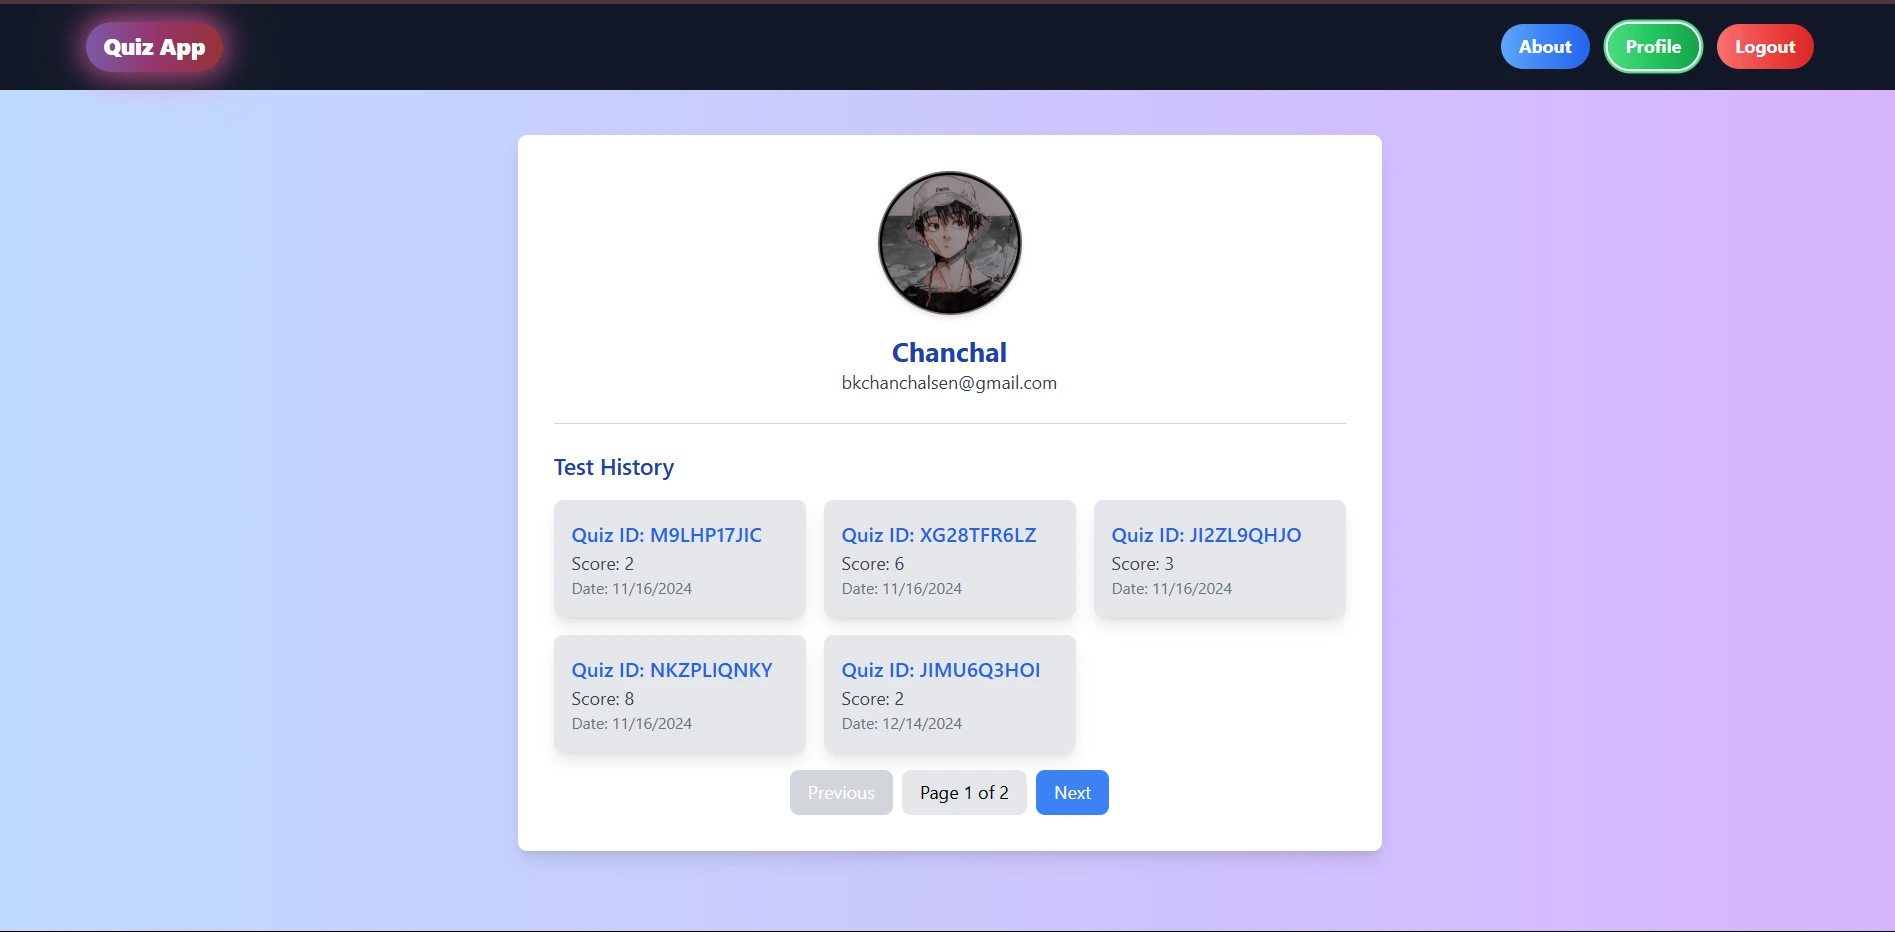 Quiz App
About
Profile
Logout
Chanchal
bkchanchalsen@gmail.com
Test History
Quiz ID: M9LHP17JIC
Score: 2
Date: 11/16/2024
Quiz ID: XG28TFR6LZ
Score: 6
Date: 11/16/2024
Quiz ID: JI2ZL9QHJO
Score: 3
Date: 11/16/2024
Quiz ID: NKZPLIQNKY
Score: 8
Date: 11/16/2024
Quiz ID: JIMU6Q3HOI
Score: 2
Date: 12/14/2024
Previous
Page 1 of 2
Next